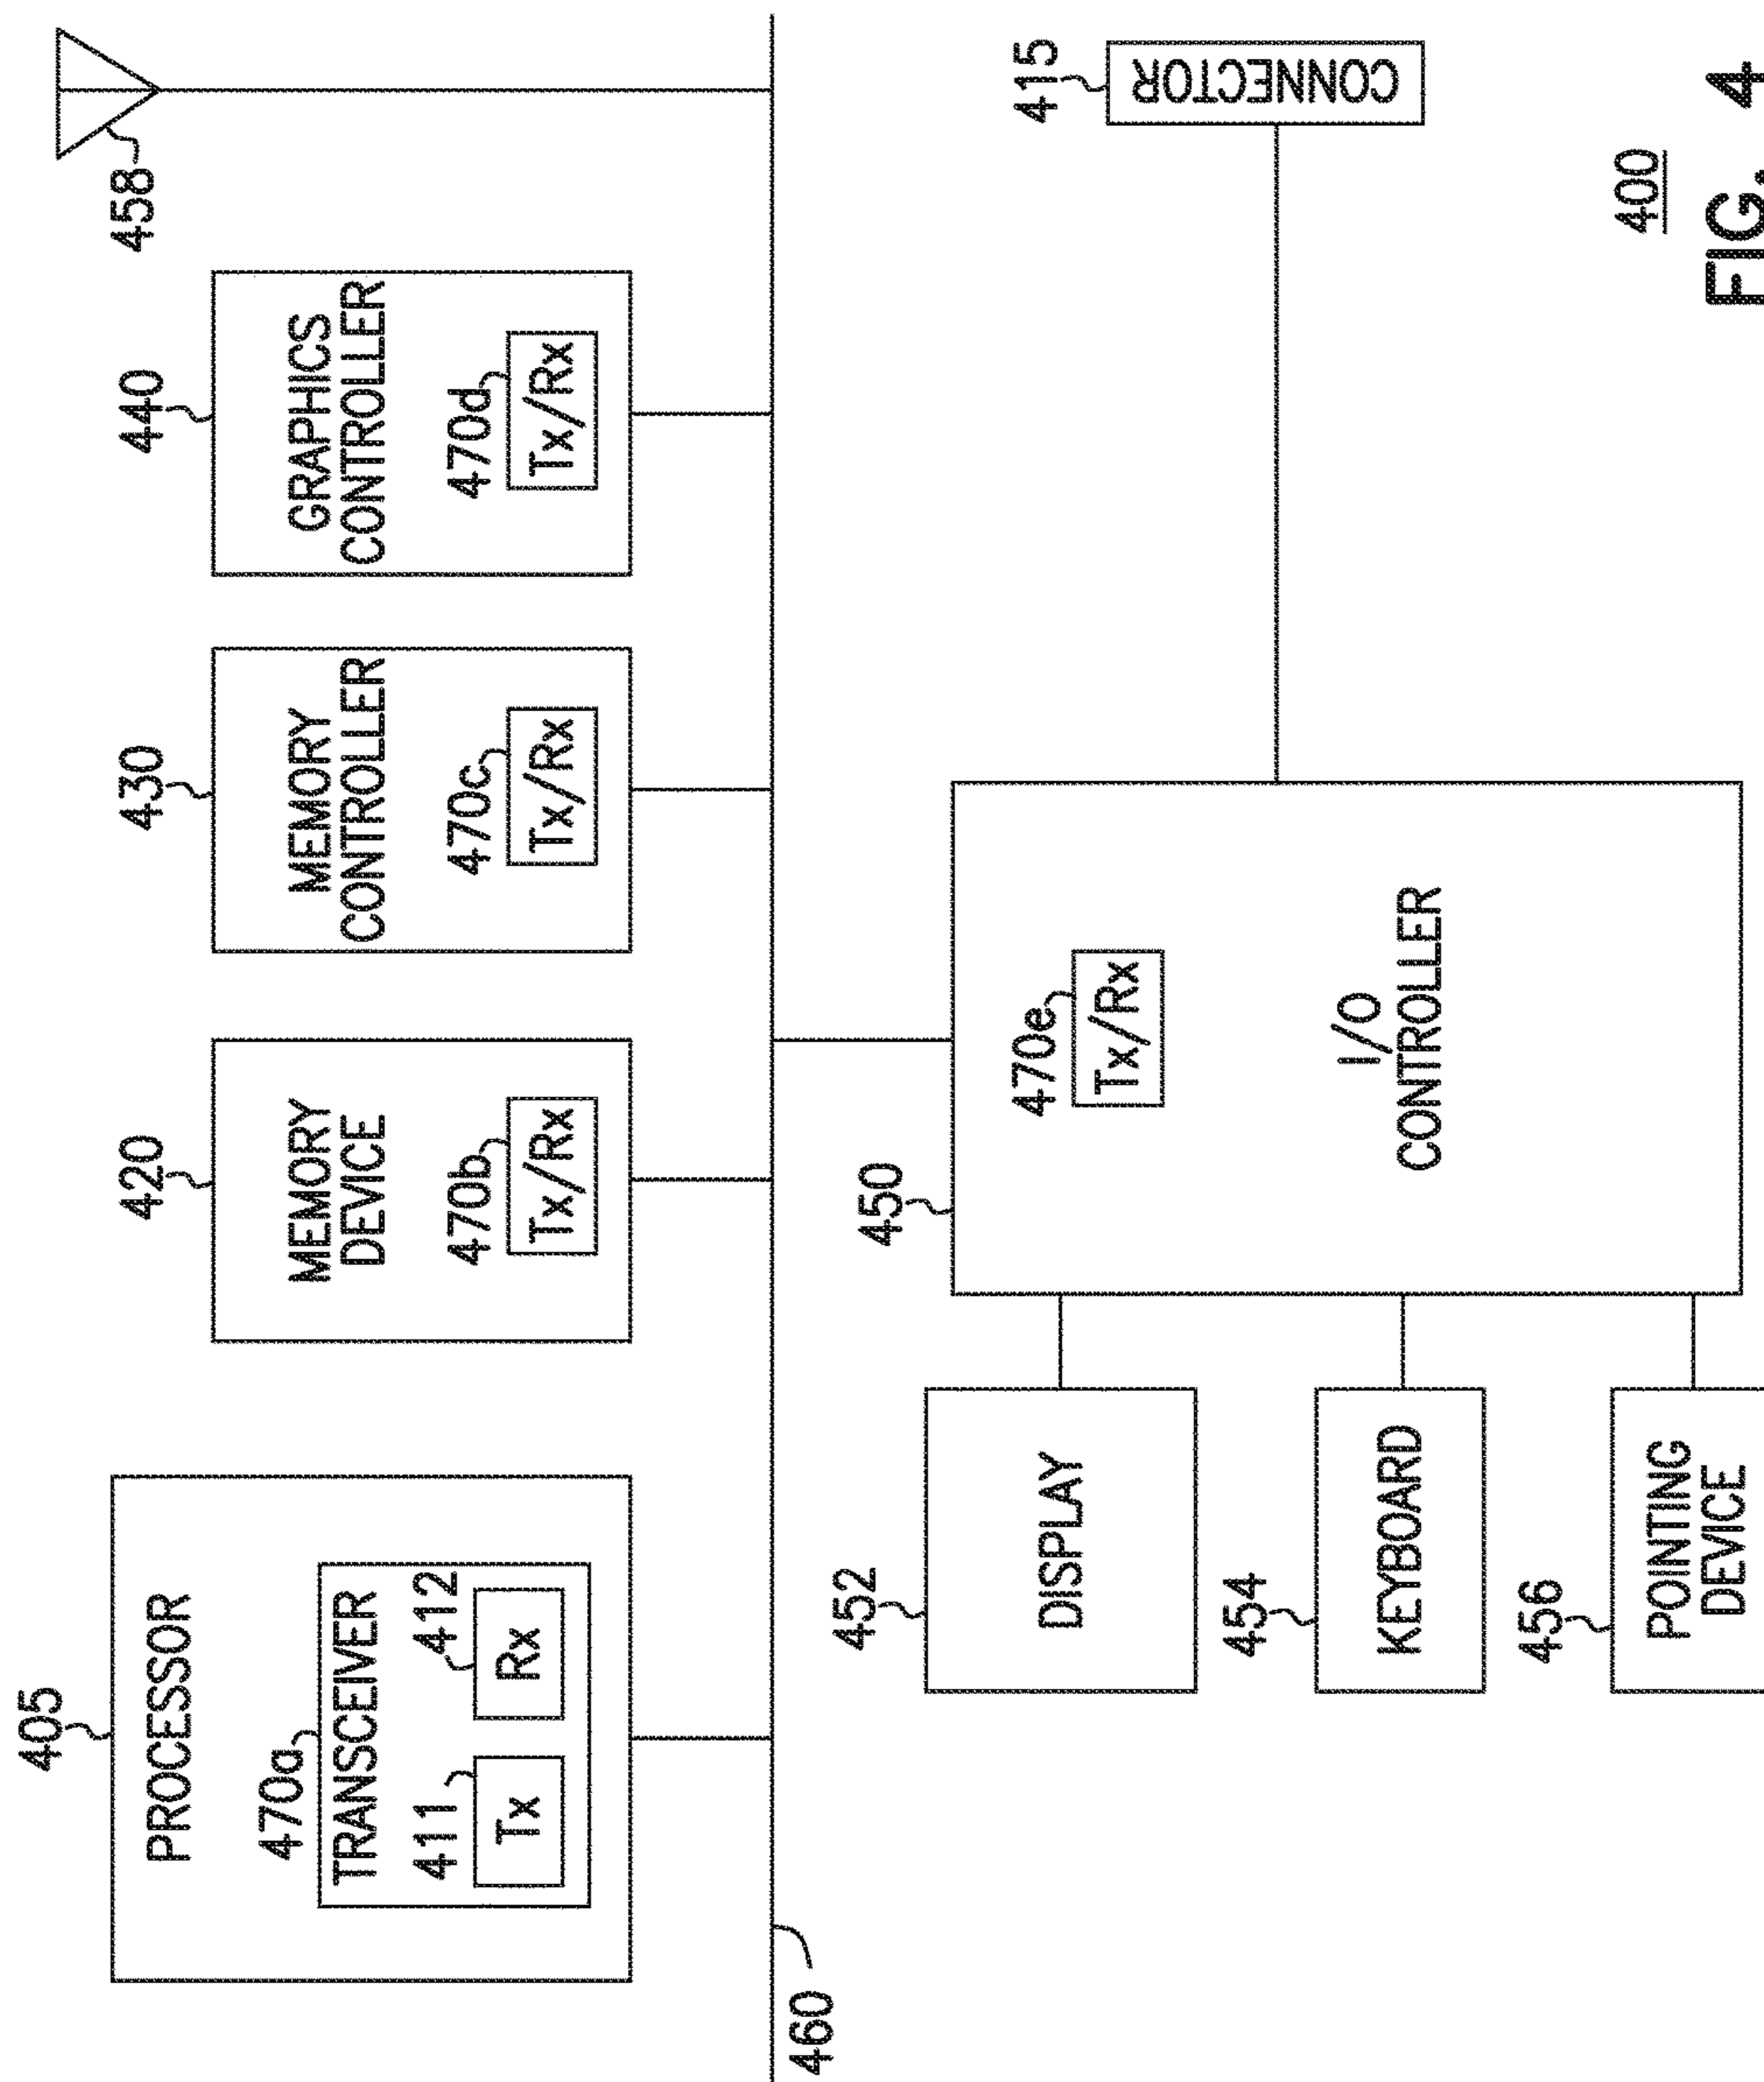 405
PROCESSOR
470a
TRANSCEIVER
411
412
Tx
Rx
420
MEMORY
DEVICE
470b
Tx/Rx
430
MEMORY
CONTROLLER
470c
Tx/Rx
440
GRAPHICS
CONTROLLER
470d
Tx/Rx
458
460
452
DISPLAY
454
KEYBOARD
456
POINTING
DEVICE
450
470e
Tx/Rx
I/O
CONTROLLER
415
CONNECTOR
400
FIG. 4